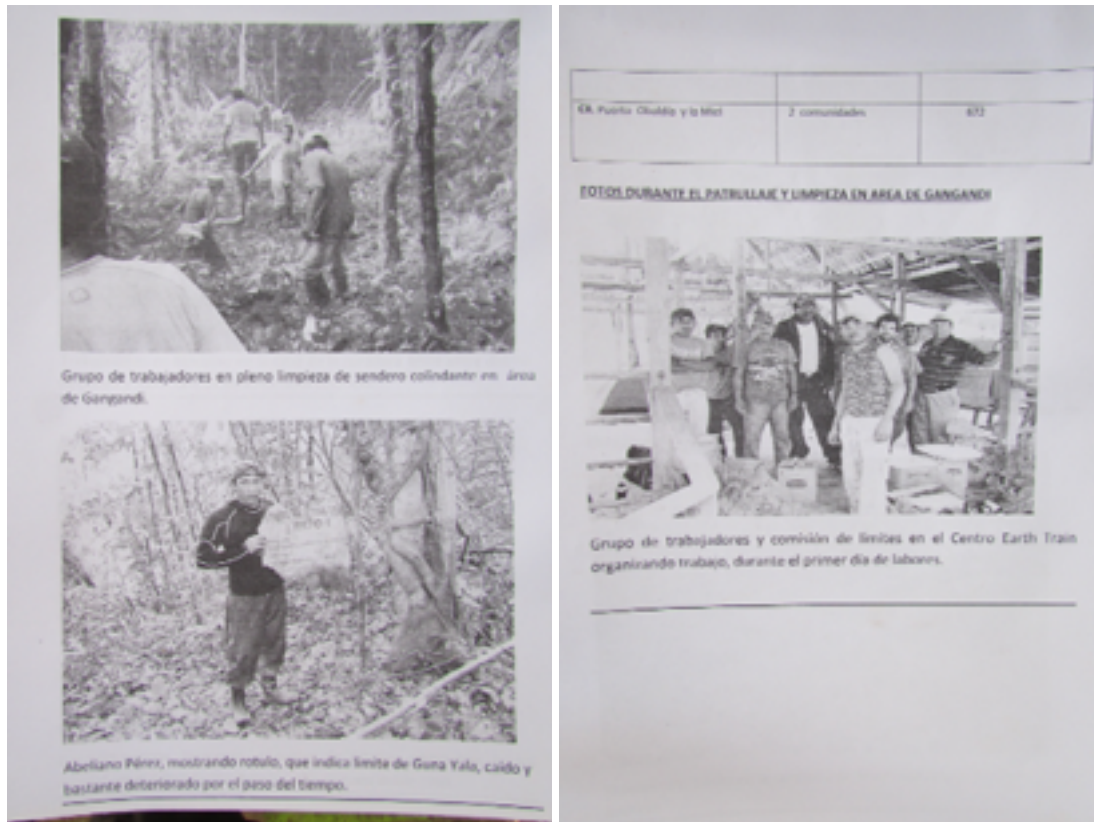 Grupo de trabajadores en pleno limpieza de sendero colindante en área
de Gangandi.
Abeliano Pérez, mostrando rotulo, que indica limite de Guna Yala, caído y
bastante deteriorado por el paso del tiempo.
CA. Puerto Obaldía y la Miel 2 comunidades 672
FOTOS DURANTE EL PATRULLAJE Y LIMPIEZA EN AREA DE GANGANDI
Grupo de trabajadores y comisión de limites en el Centro Earth Train
organizando trabajo, durante el primer día de labores.